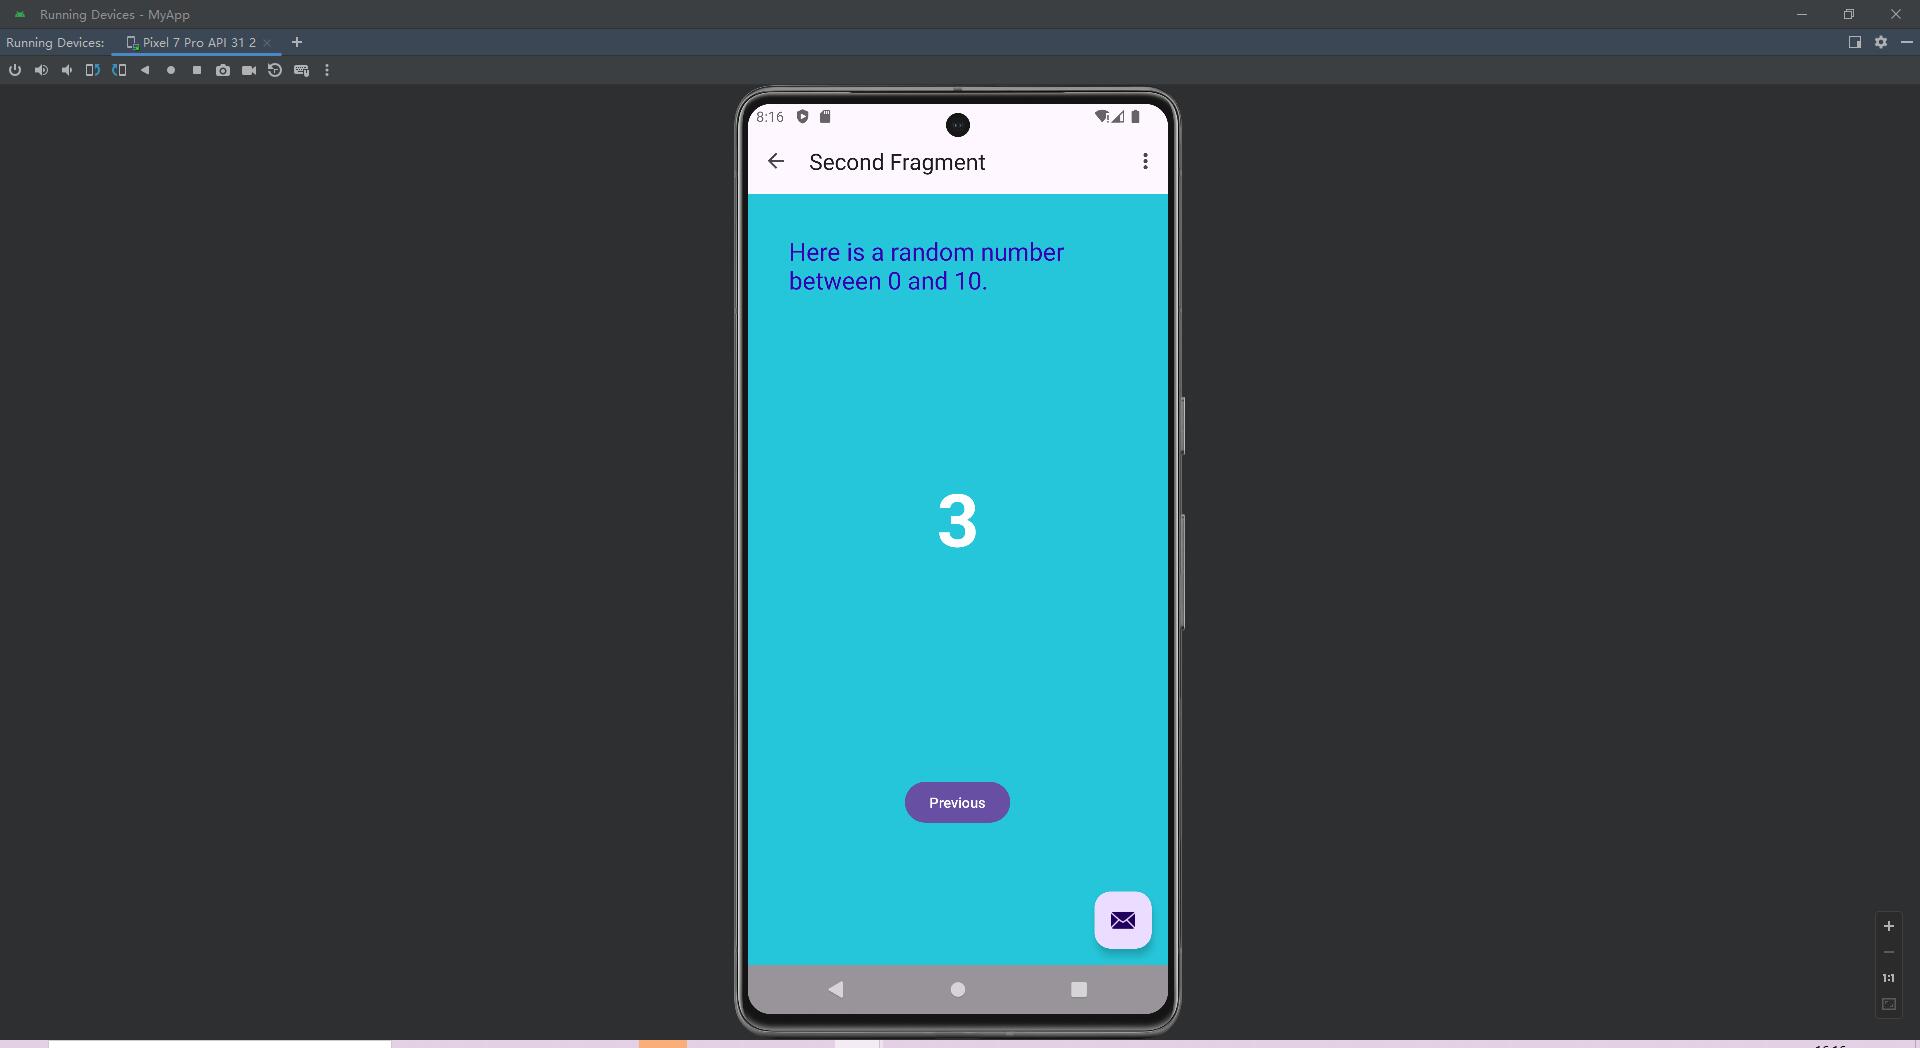 Running Devices - MyApp
Running Devices:
Pixel 7 Pro API 31 2
8:16
Second Fragment
Here is a random number
between 0 and 10.
3
Previous
1:1